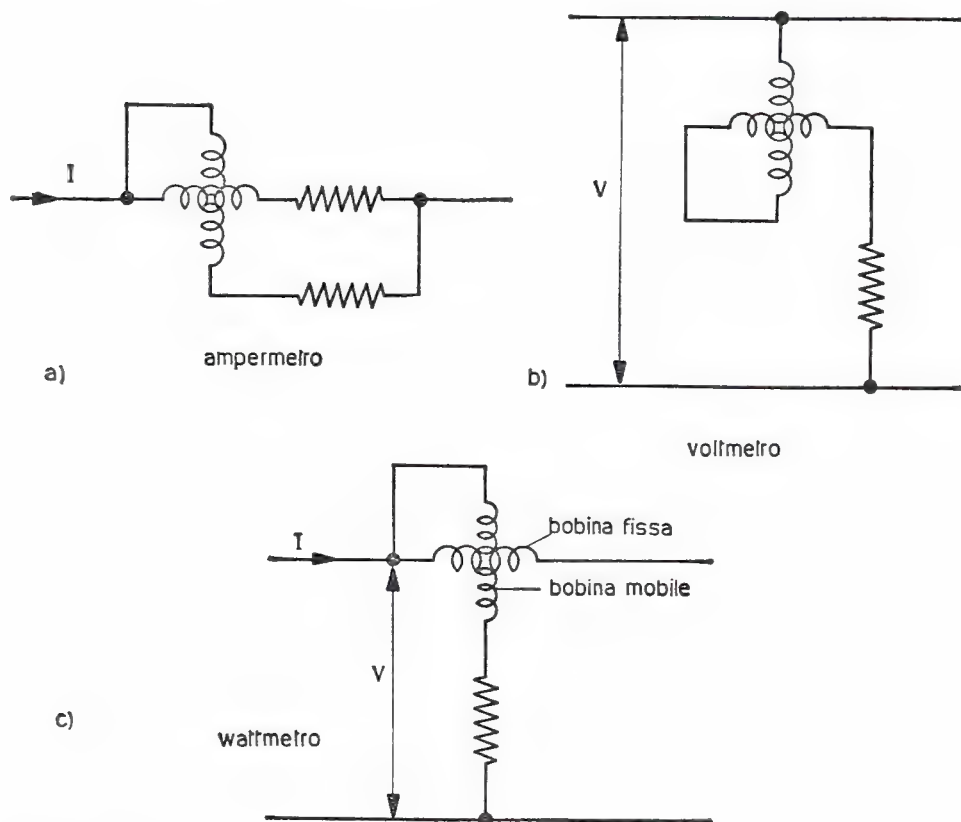 I
ampermetro
a)
V
b)
voltmetro
I
bobina fissa
bobina mobile
V
c)
wattmetro